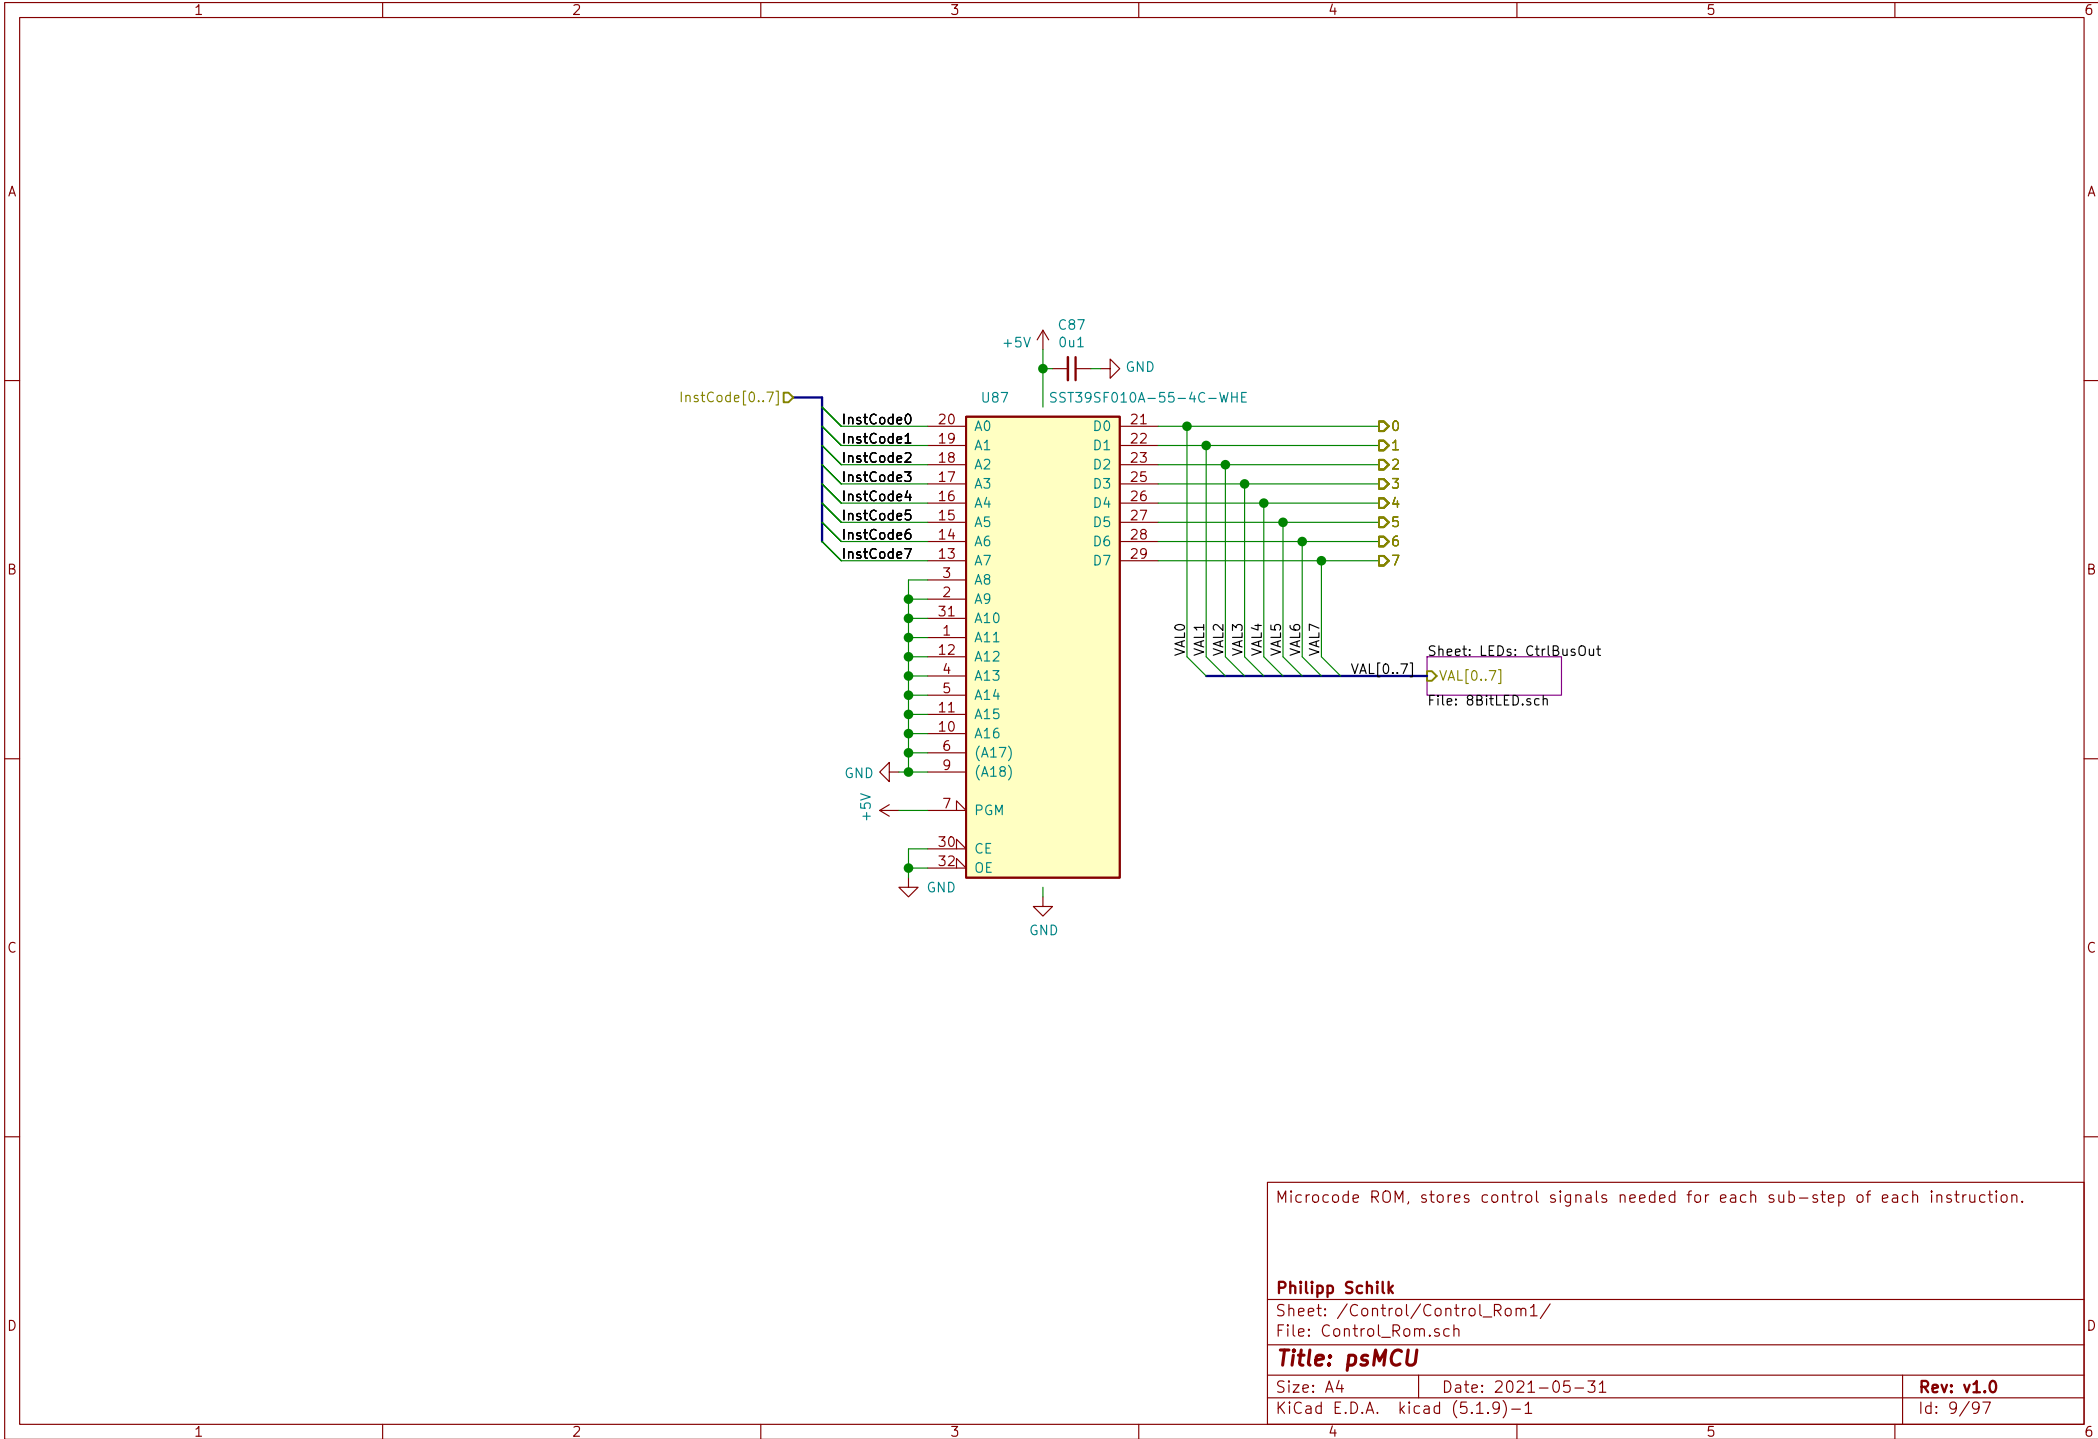 1 2 3 4 5 6
A A
B B
C C
D D
C87
+5V 0u1
GND
InstCode[0..7]
U87 SST39SF010A-55-4C-WHE
InstCode0 20 A0 D0 21 0
InstCode1 19 A1 D1 22 1
InstCode2 18 A2 D2 23 2
InstCode3 17 A3 D3 25 3
InstCode4 16 A4 D4 26 4
InstCode5 15 A5 D5 27 5
InstCode6 14 A6 D6 28 6
InstCode7 13 A7 D7 29 7
3 A8
2 A9
31 A10
1 A11
12 A12
4 A13
5 A14
11 A15
10 A16
6 (A17)
GND 9 (A18)
+5V 7 PGM
30 CE
32 OE
GND
GND
VAL0 VAL1 VAL2 VAL3 VAL4 VAL5 VAL6 VAL7
Sheet: LEDs: CtrlBusOut
VAL[0..7] VAL[0..7]
File: 8BitLED.sch
Microcode ROM, stores control signals needed for each sub-step of each instruction.
Philipp Schilk
Sheet: /Control/Control_Rom1/
File: Control_Rom.sch
Title: psMCU
Size: A4 Date: 2021-05-31 Rev: v1.0
KiCad E.D.A. kicad (5.1.9)-1 Id: 9/97
1 2 3 4 5 6